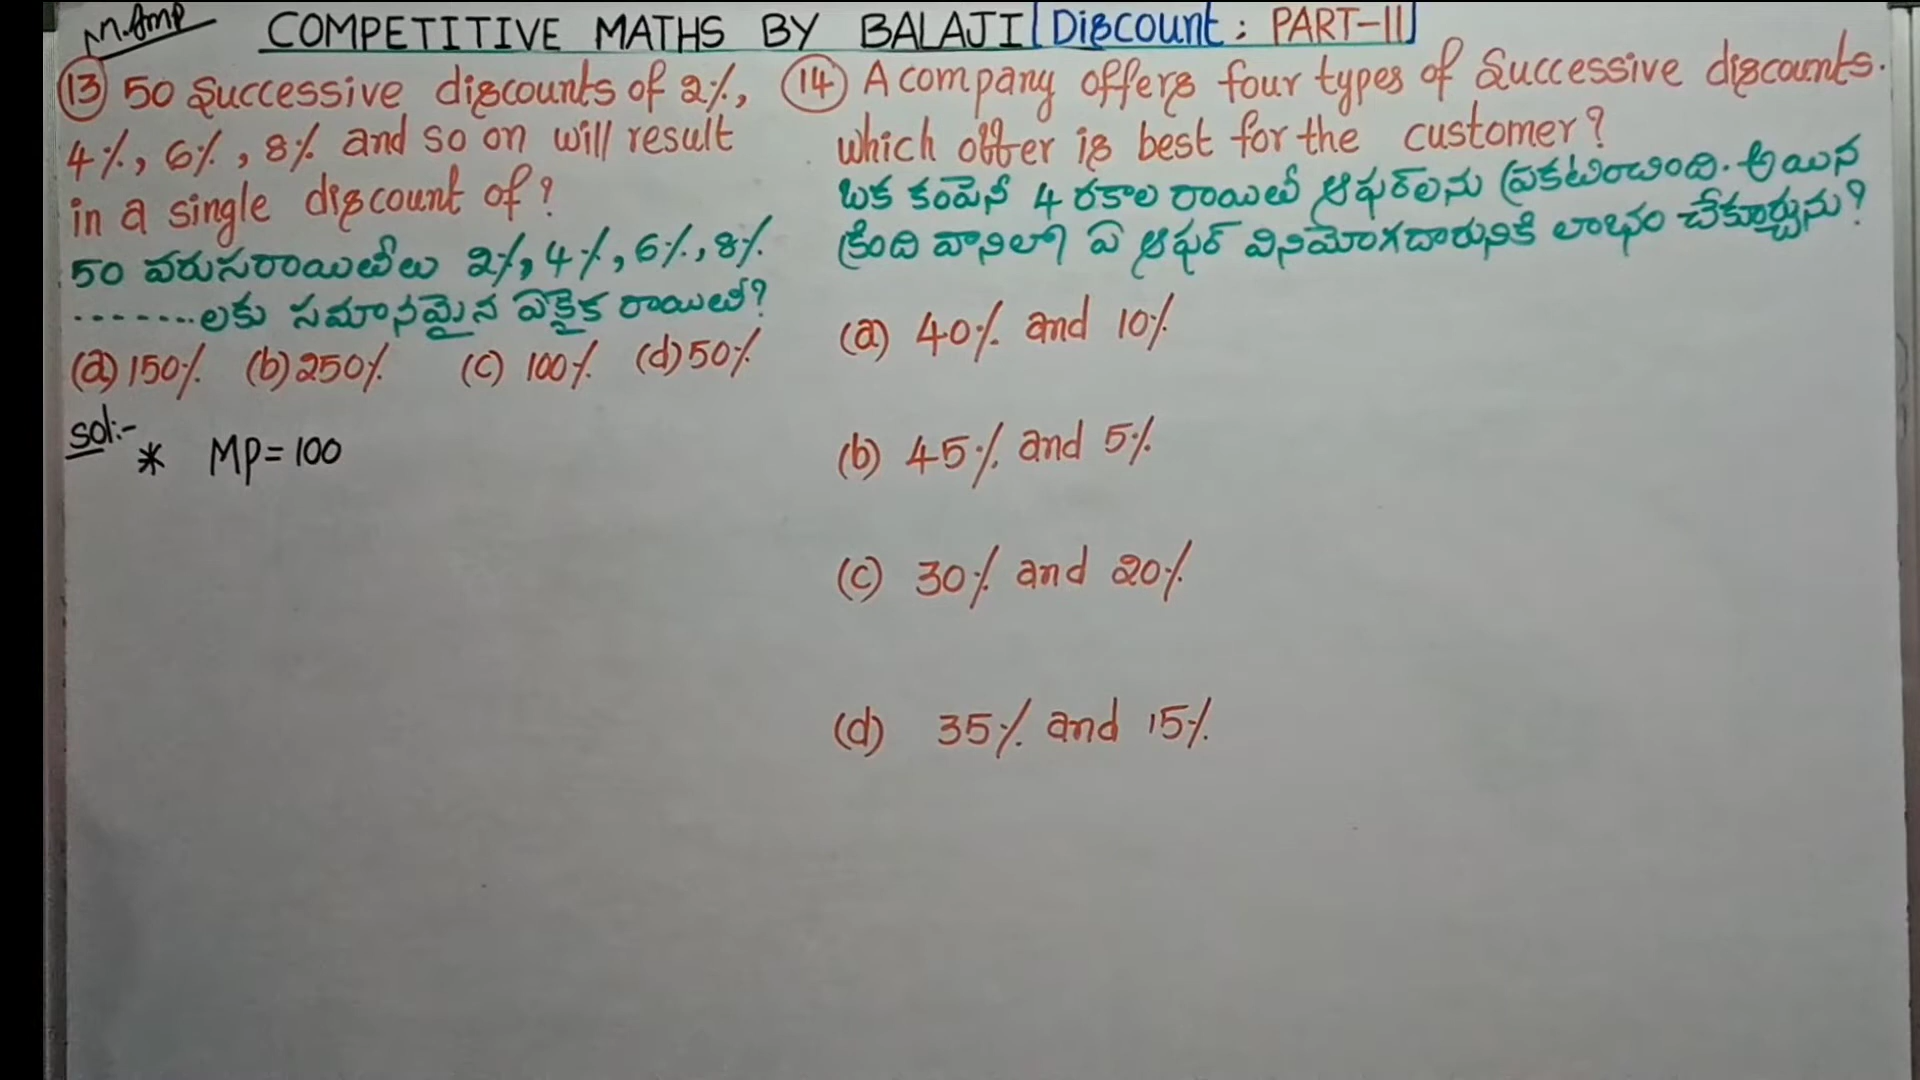 M.Imp
COMPETITIVE MATHS BY BALAJI [Discount: PART-II]
(13) 50 Successive discounts of 2%,
4%, 6%, 8% and so on will result
in a single discount of?
50 వరుసరాయితీలు 2%, 4%, 6%, 8%
.......లకు సమానమైన ఏకైక రాయితీ?
(a) 150% (b) 250% (c) 100% (d) 50%
Sol:-
* MP=100
(14) A company offers four types of Successive discounts.
which offer is best for the customer?
ఒక కంపెనీ 4 రకాల రాయితీ ఆఫర్‌లను ప్రకటించింది. అయిన
క్రింది వానిలో ఏ ఆఫర్ వినిమోగదారునికి లాభం చేకూర్చును?
(a) 40% and 10%
(b) 45% and 5%
(c) 30% and 20%
(d) 35% and 15%